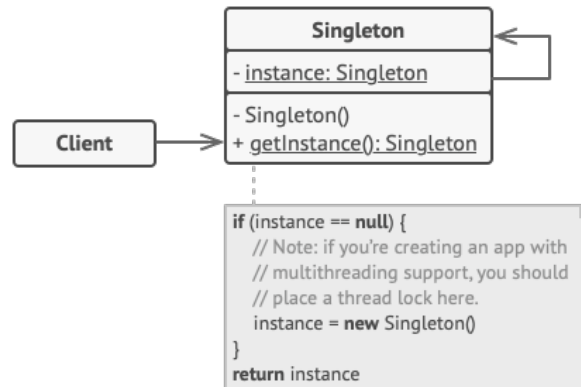 Singleton
- instance: Singleton
- Singleton()
+ getInstance(): Singleton
Client
if (instance == null) {
// Note: if you're creating an app with
// multithreading support, you should
// place a thread lock here.
instance = new Singleton()
}
return instance